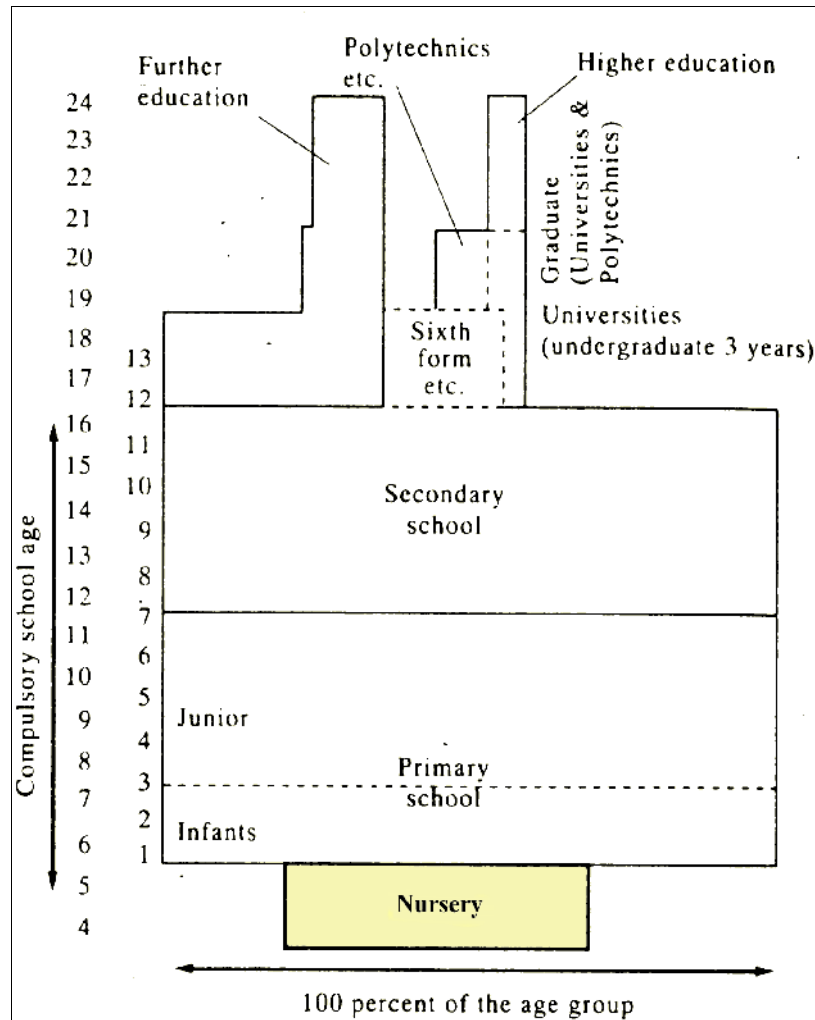 Further
education
Polytechnics
etc.
Higher education
Graduate
(Universities &
Polytechnics)
Universities
(undergraduate 3 years)
24
23
22
21
20
19
18
17
16
15
14
13
12
11
10
9
8
7
6
5
4
13
12
11
10
9
8
7
6
5
4
3
2
1
Compulsory school age
Sixth
form
etc.
Secondary
school
Junior
Primary
school
Infants
Nursery
100 percent of the age group